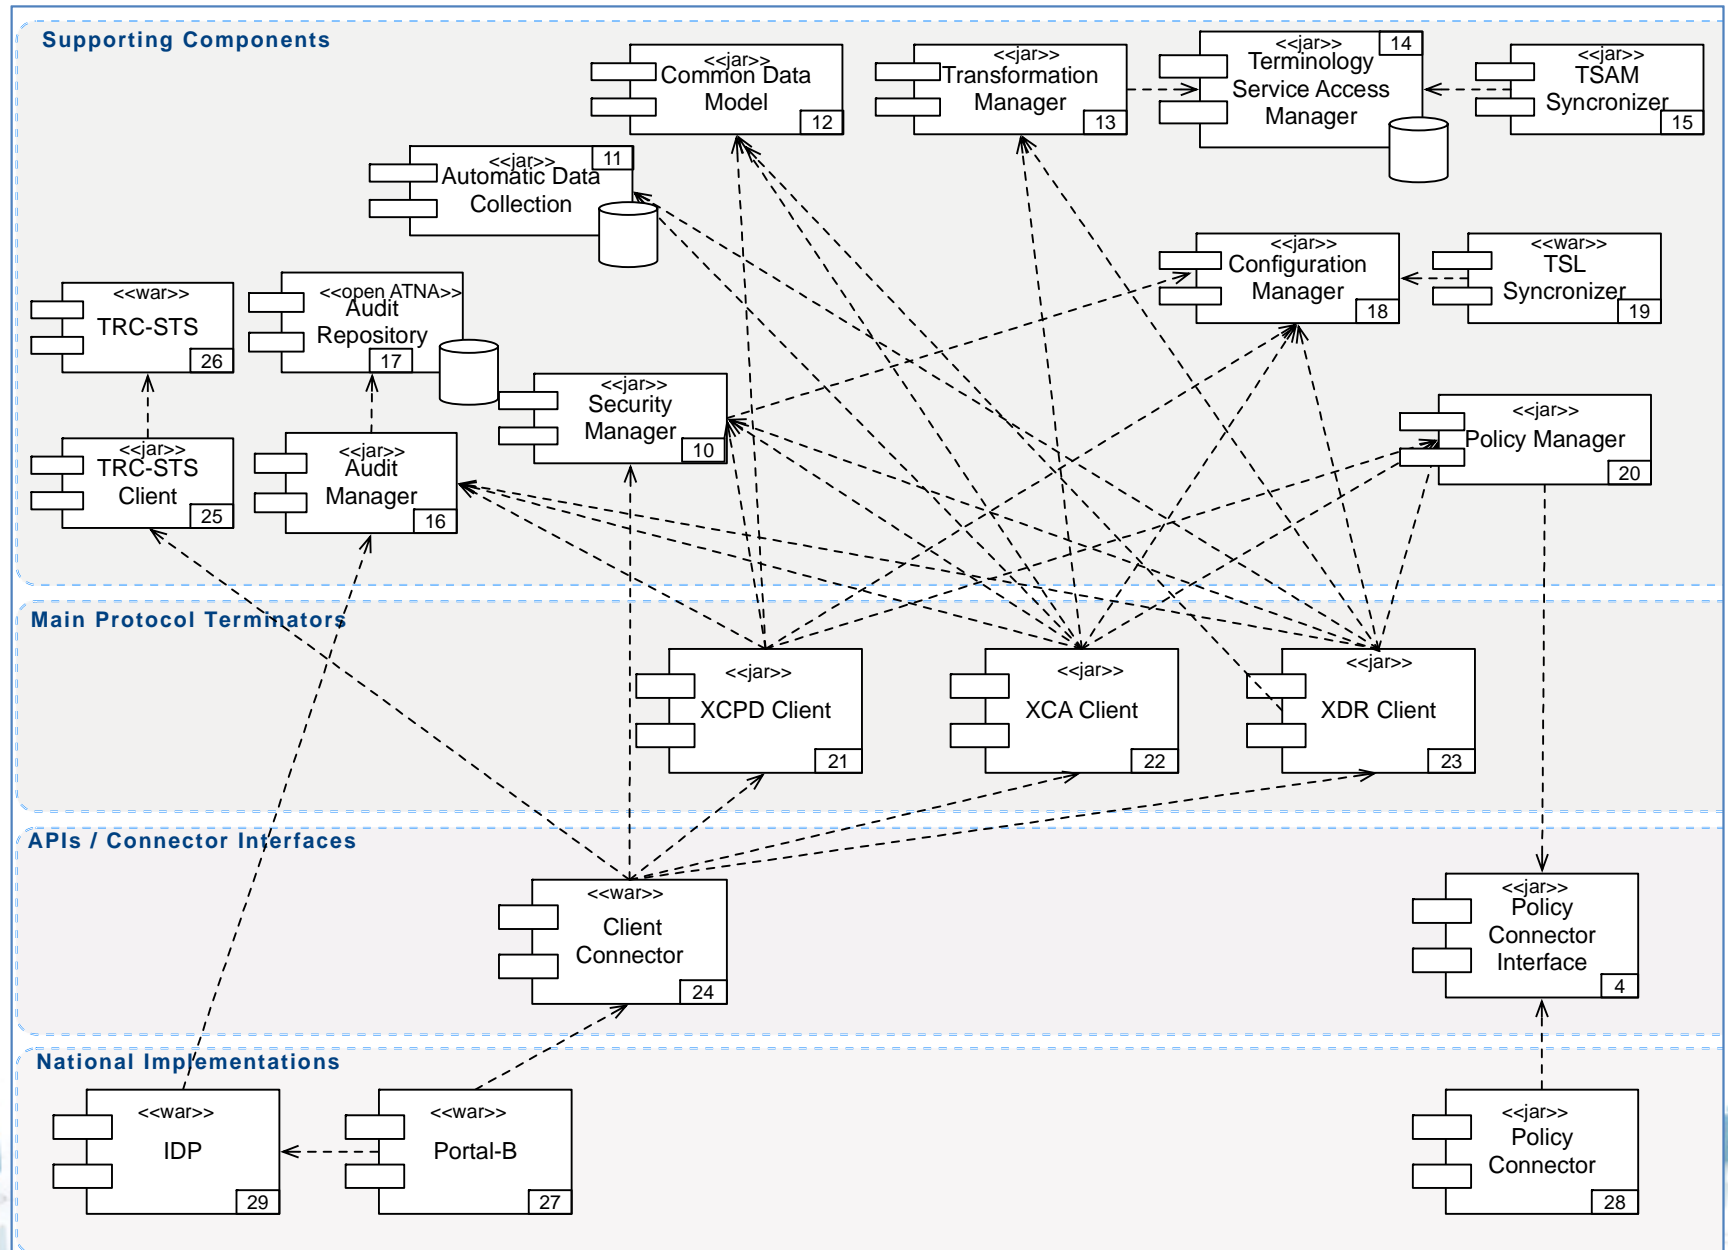 Supporting Components
<<jar>>
Common Data
Model
12
<<jar>>
Transformation
Manager
13
<<jar>>
14
Terminology
Service Access
Manager
<<jar>>
TSAM
Syncronizer
15
<<jar>>
11
Automatic Data
Collection
<<war>>
TRC-STS
26
<<open ATNA>>
Audit
Repository
17
<<jar>>
Security
Manager
10
<<jar>>
Configuration
Manager
18
<<war>>
TSL
Syncronizer
19
<<jar>>
TRC-STS
Client
25
<<jar>>
Audit
Manager
16
<<jar>>
Policy Manager
20
Main Protocol Terminators
<<jar>>
XCPD Client
21
<<jar>>
XCA Client
22
<<jar>>
XDR Client
23
APIs / Connector Interfaces
<<war>>
Client
Connector
24
<<jar>>
Policy
Connector
Interface
4
National Implementations
<<war>>
IDP
29
<<war>>
Portal-B
27
<<jar>>
Policy
Connector
28